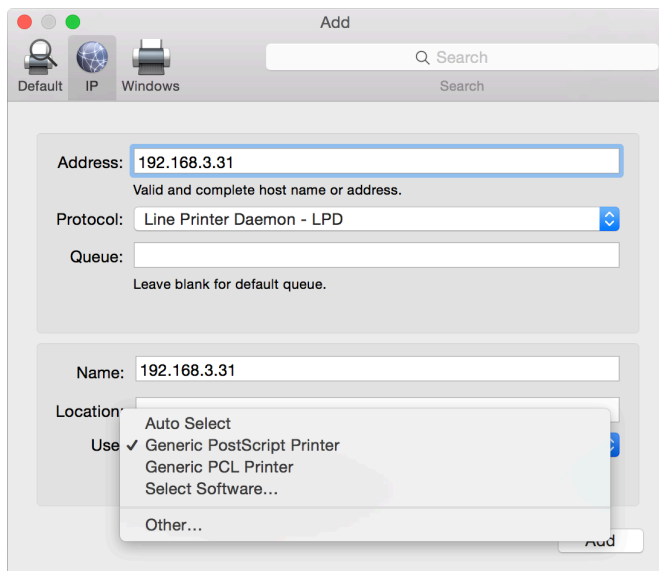 Add
Search
Default IP Windows
Search
Address: 192.168.3.31
Valid and complete host name or address.
Protocol: Line Printer Daemon - LPD
Queue:
Leave blank for default queue.
Name: 192.168.3.31
Location:
Auto Select
Use ✓ Generic PostScript Printer
Generic PCL Printer
Select Software...
Other...
Add